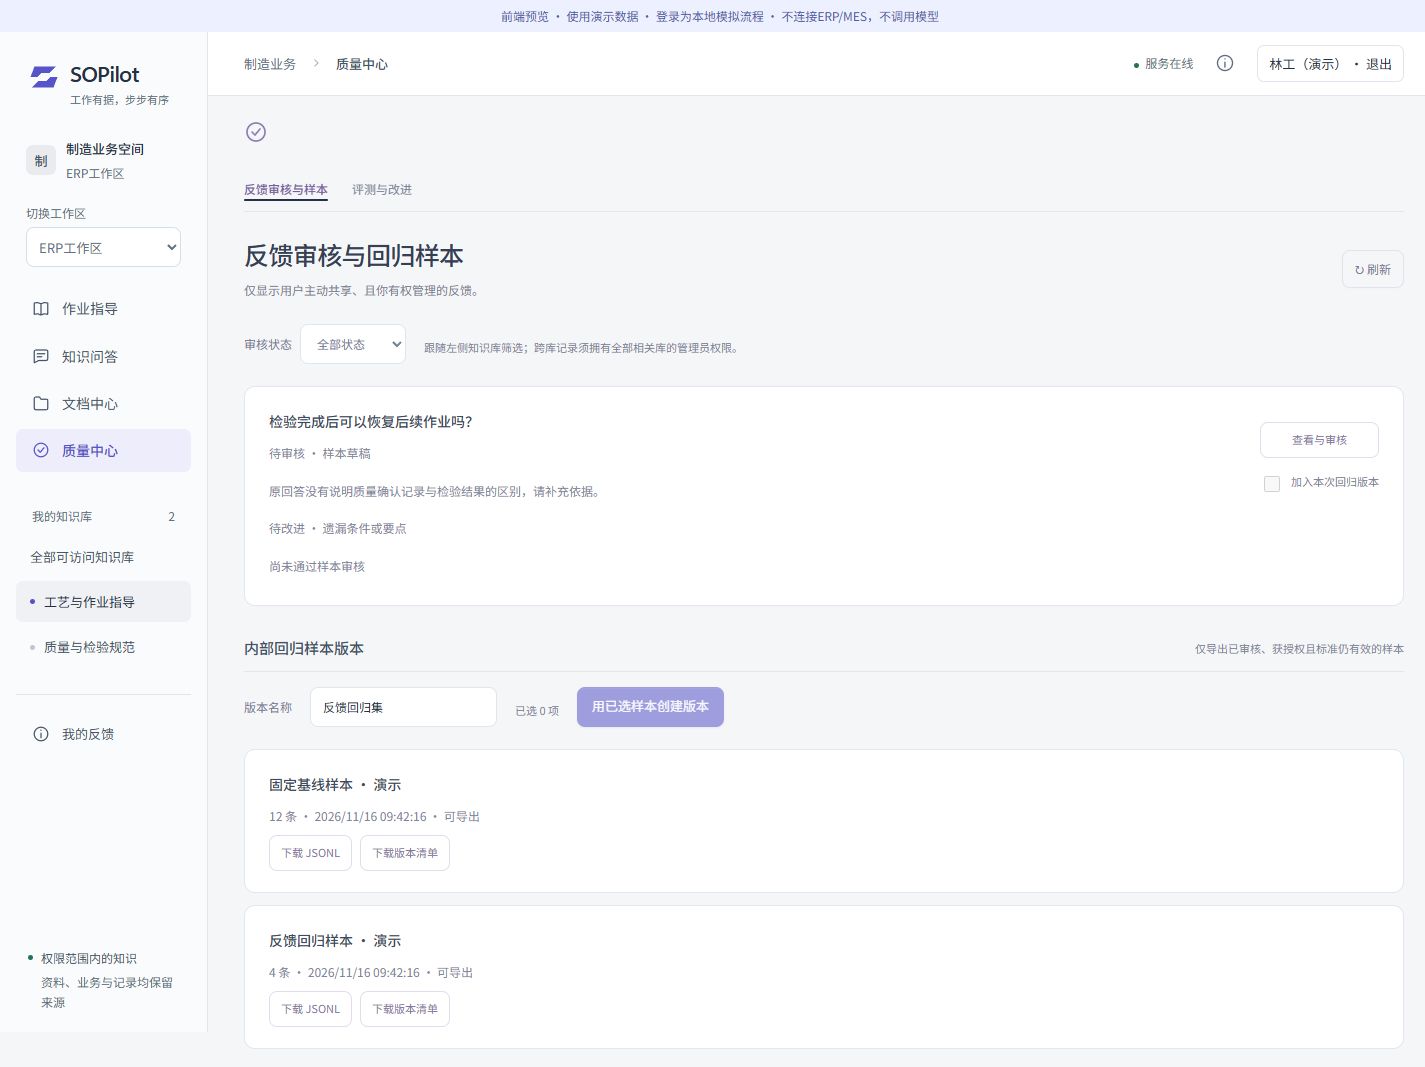 前端预览 · 使用演示数据 · 登录为本地模拟流程 · 不连接ERP/MES，不调用模型
SOPilot
工作有据，步步有序
制
制造业务空间
ERP工作区
切换工作区
ERP工作区
作业指导
知识问答
文档中心
质量中心
我的知识库 2
全部可访问知识库
工艺与作业指导
质量与检验规范
我的反馈
权限范围内的知识
资料、业务与记录均保留
来源
制造业务 > 质量中心
服务在线
林工（演示） · 退出
反馈审核与样本 评测与改进
反馈审核与回归样本
仅显示用户主动共享、且你有权管理的反馈。
↻ 刷新
审核状态 全部状态 跟随左侧知识库筛选；跨库记录须拥有全部相关库的管理员权限。
检验完成后可以恢复后续作业吗？
待审核 · 样本草稿
原回答没有说明质量确认记录与检验结果的区别，请补充依据。
待改进 · 遗漏条件或要点
尚未通过样本审核
查看与审核
加入本次回归版本
内部回归样本版本 仅导出已审核、获授权且标准仍有效的样本
版本名称 反馈回归集 已选 0 项 用已选样本创建版本
固定基线样本 · 演示
12 条 · 2026/11/16 09:42:16 · 可导出
下载 JSONL 下载版本清单
反馈回归样本 · 演示
4 条 · 2026/11/16 09:42:16 · 可导出
下载 JSONL 下载版本清单